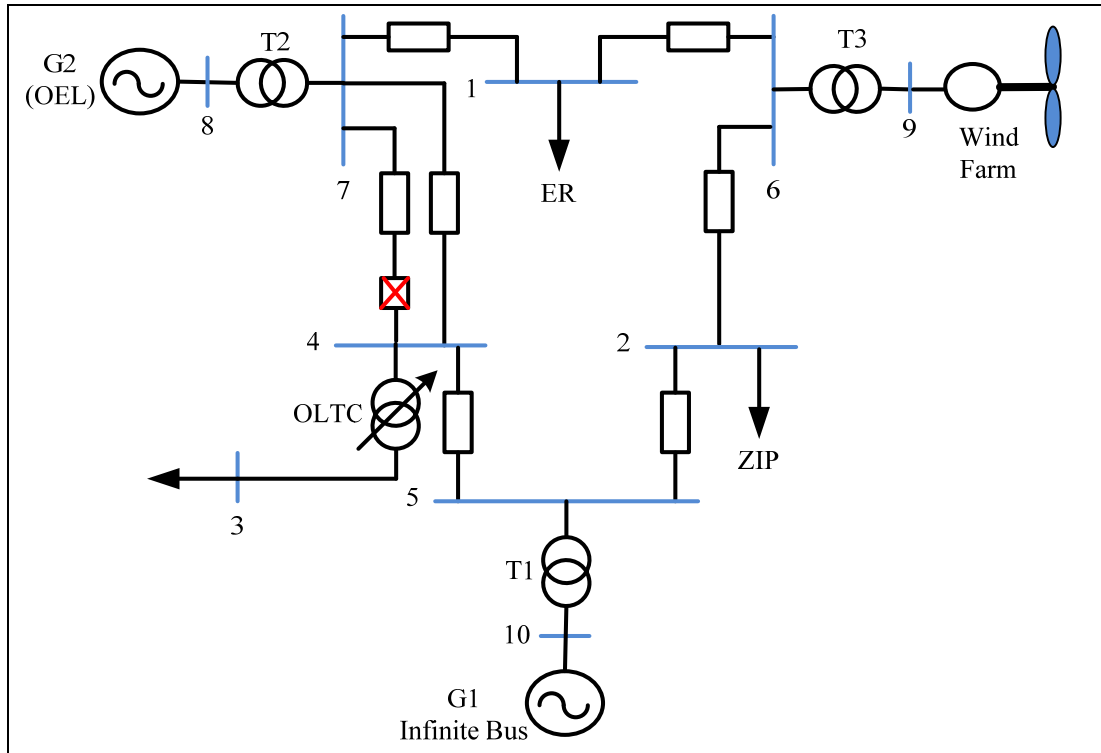 G2
(OEL)
T2
8
7
1
ER
T3
6
9
Wind
Farm
4
OLTC
3
2
ZIP
5
T1
10
G1
Infinite Bus